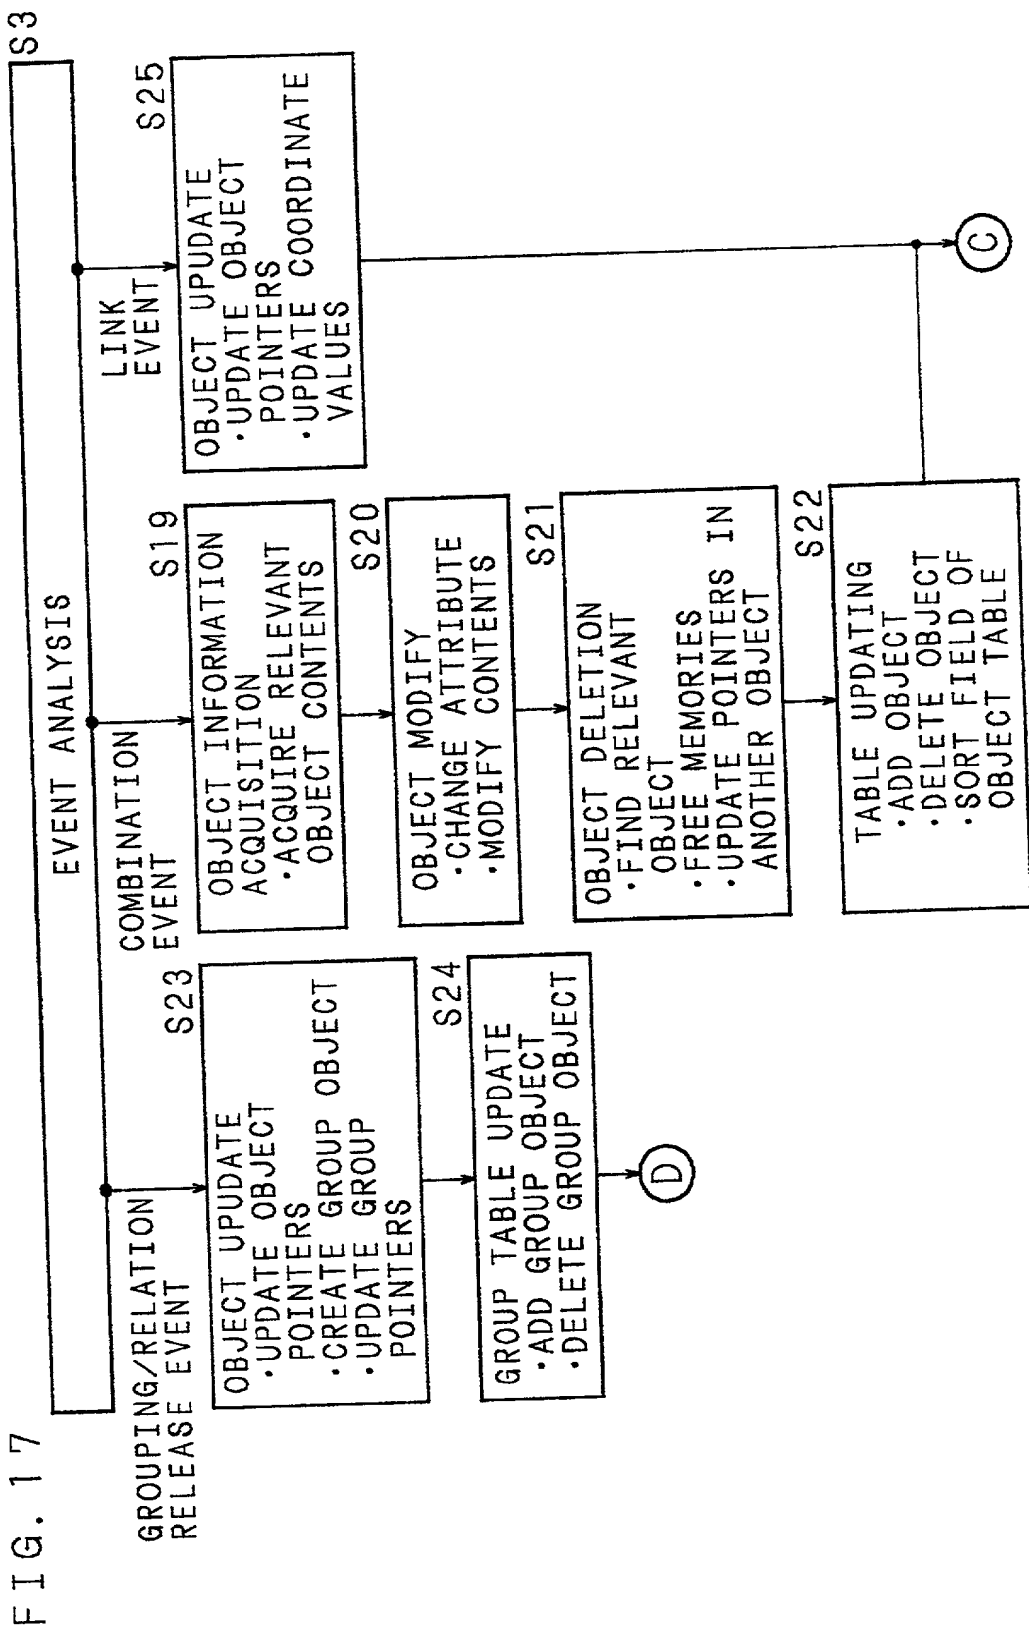 FIG.17
S3
EVENT ANALYSIS
GROUPING/RELATION
RELEASE EVENT
S23
OBJECT UPUDATE
·UPDATE OBJECT
POINTERS
·CREATE GROUP OBJECT
·UPDATE GROUP
POINTERS
S24
GROUP TABLE UPDATE
·ADD GROUP OBJECT
·DELETE GROUP OBJECT
D
COMBINATION
EVENT
S19
OBJECT INFORMATION
ACQUISITION
·ACQUIRE RELEVANT
OBJECT CONTENTS
S20
OBJECT MODIFY
·CHANGE ATTRIBUTE
·MODIFY CONTENTS
S21
OBJECT DELETION
·FIND RELEVANT
OBJECT
·FREE MEMORIES
·UPDATE POINTERS IN
ANOTHER OBJECT
S22
TABLE UPDATING
·ADD OBJECT
·DELETE OBJECT
·SORT FIELD OF
OBJECT TABLE
LINK
EVENT
S25
OBJECT UPUDATE
·UPDATE OBJECT
POINTERS
·UPDATE COORDINATE
VALUES
C